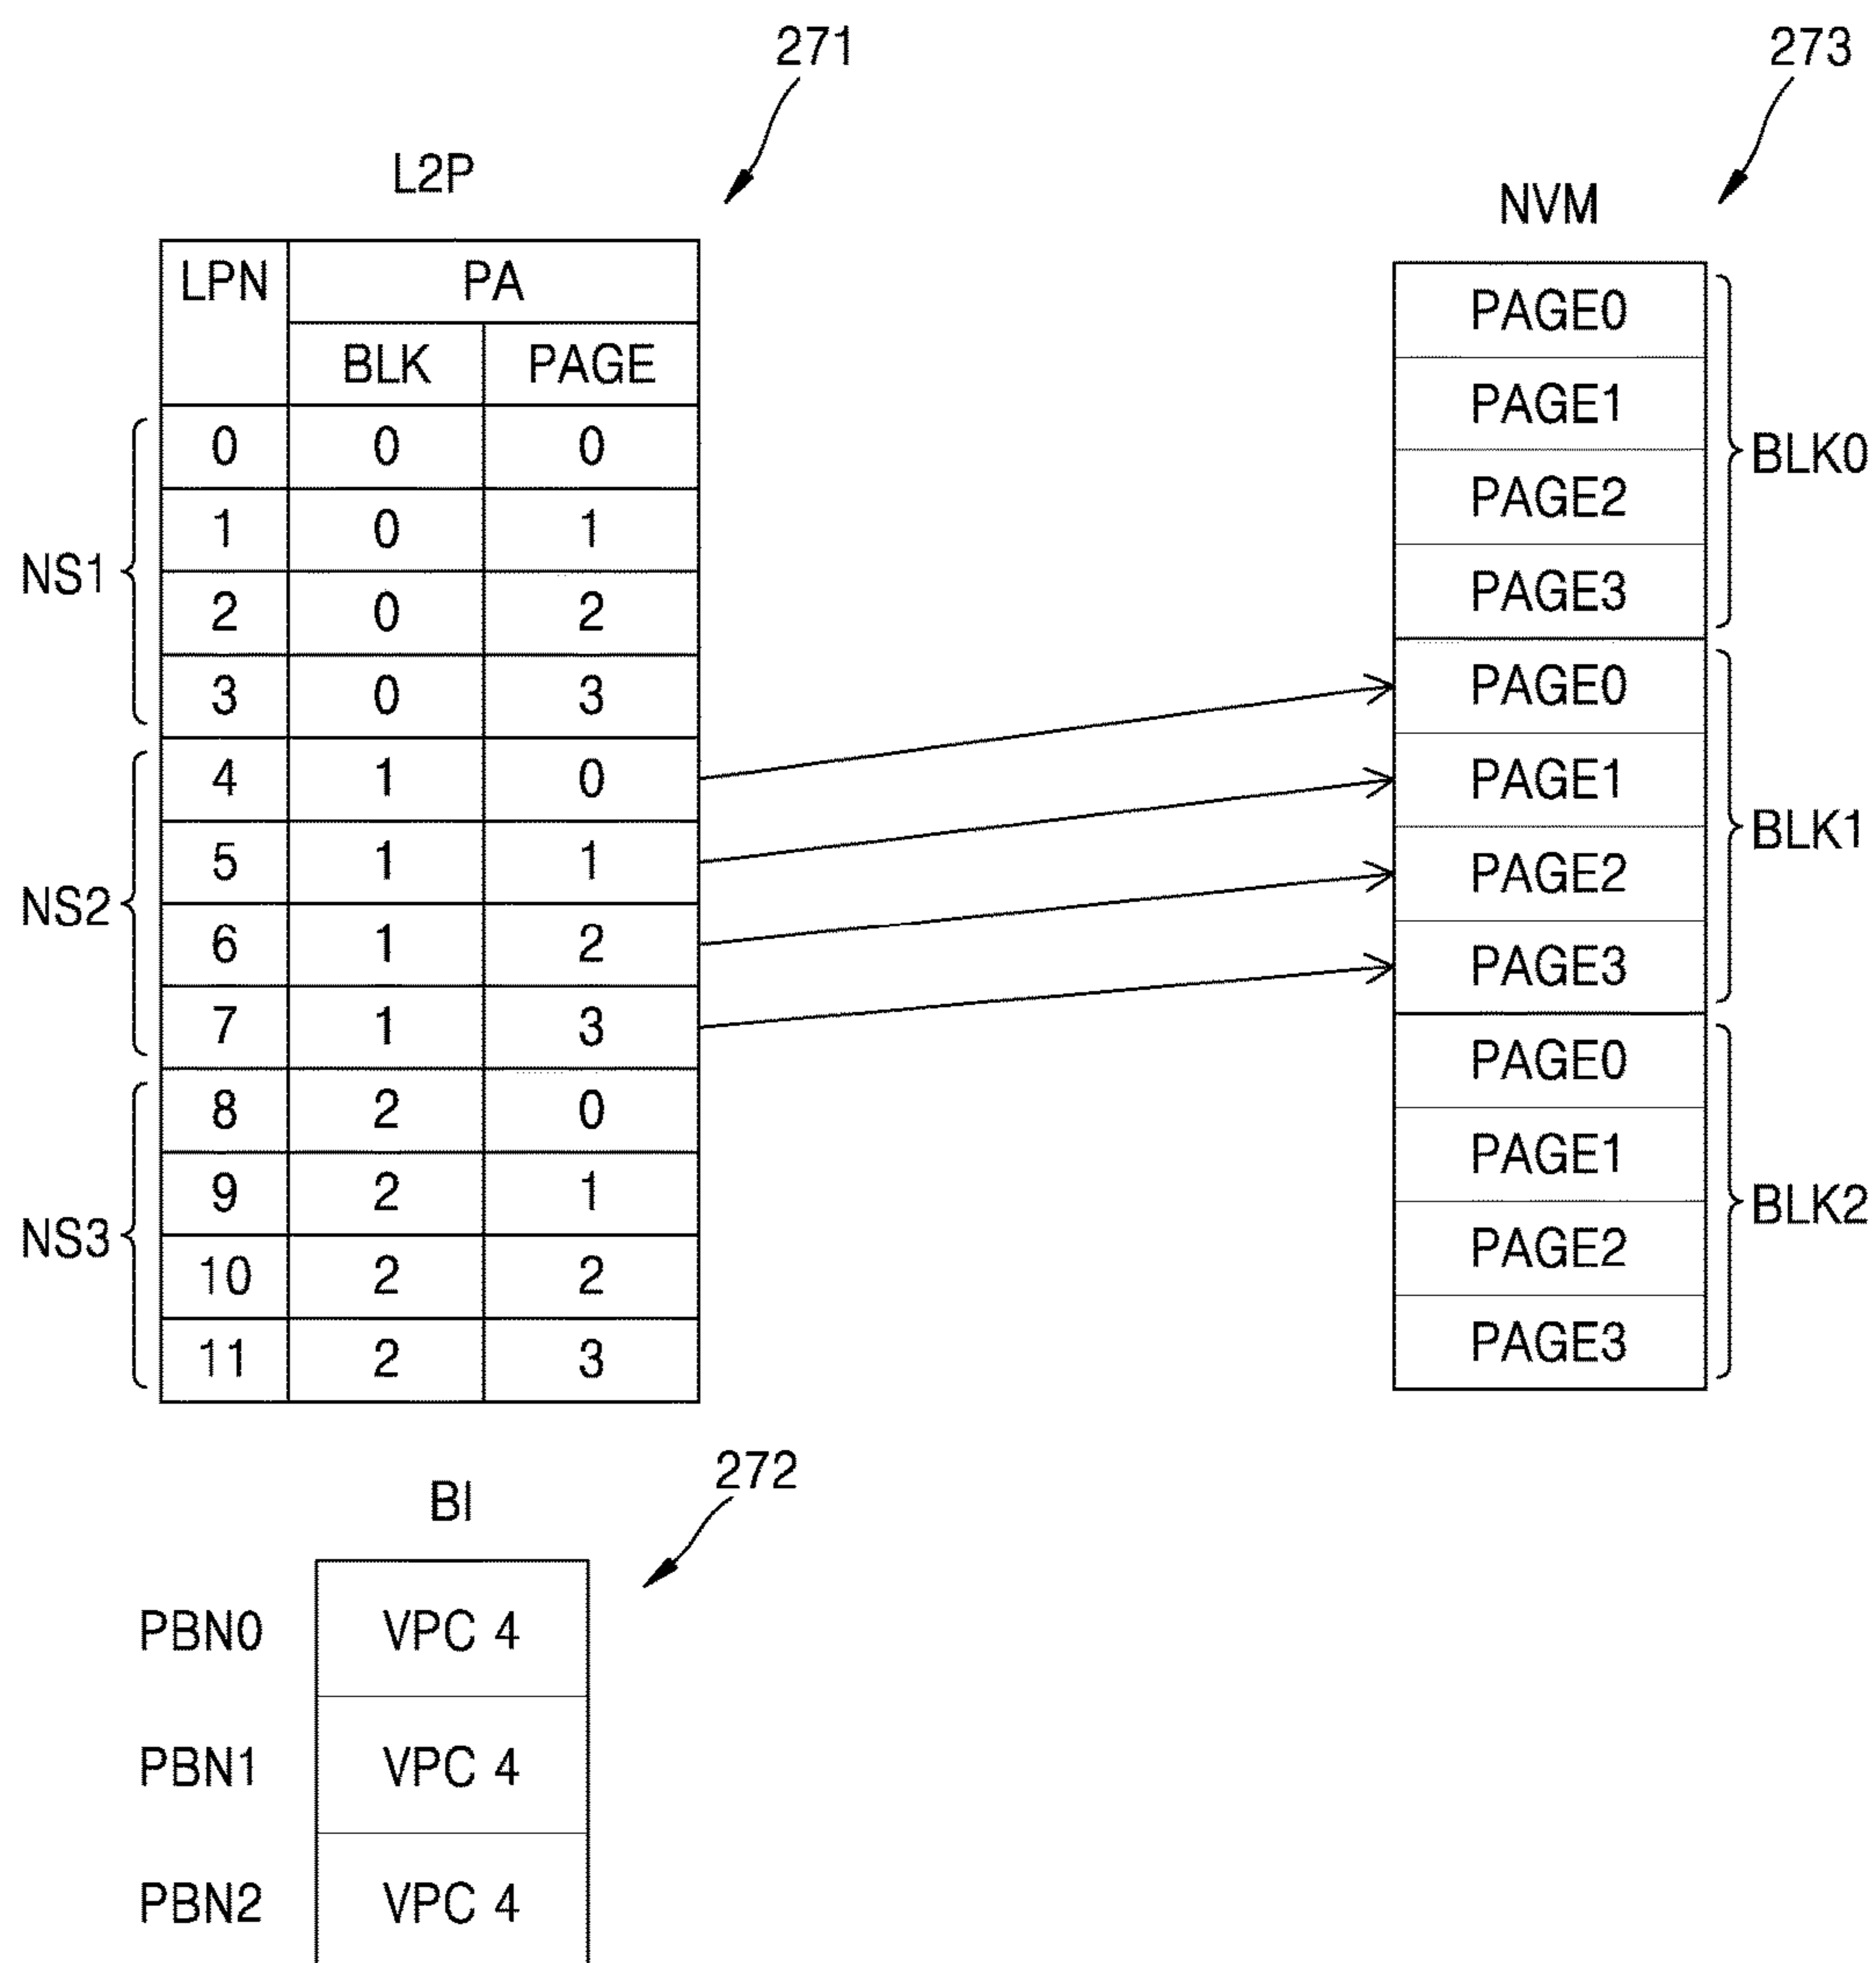 271
273
L2P
NVM
LPN PA
BLK PAGE
0 0 0
1 0 1
2 0 2
3 0 3
4 1 0
5 1 1
6 1 2
7 1 3
8 2 0
9 2 1
10 2 2
11 2 3
NS1
NS2
NS3
PAGE0
PAGE1
PAGE2
PAGE3
BLK0
PAGE0
PAGE1
PAGE2
PAGE3
BLK1
PAGE0
PAGE1
PAGE2
PAGE3
BLK2
272
BI
PBN0 VPC 4
PBN1 VPC 4
PBN2 VPC 4